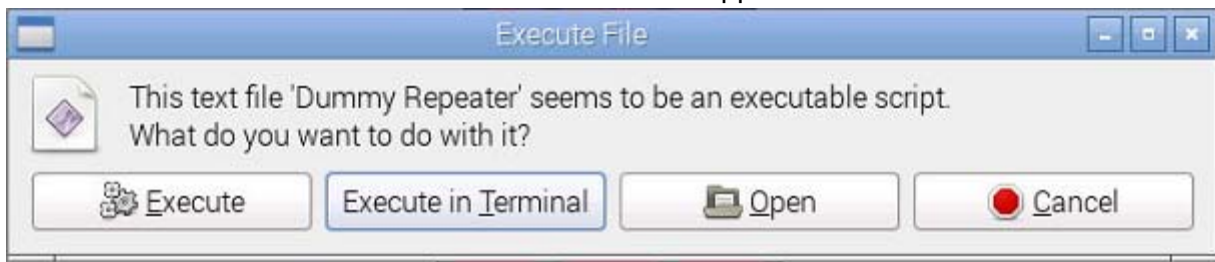 Execute File
This text file 'Dummy Repeater' seems to be an executable script.
What do you want to do with it?
Execute
Execute in Terminal
Open
Cancel